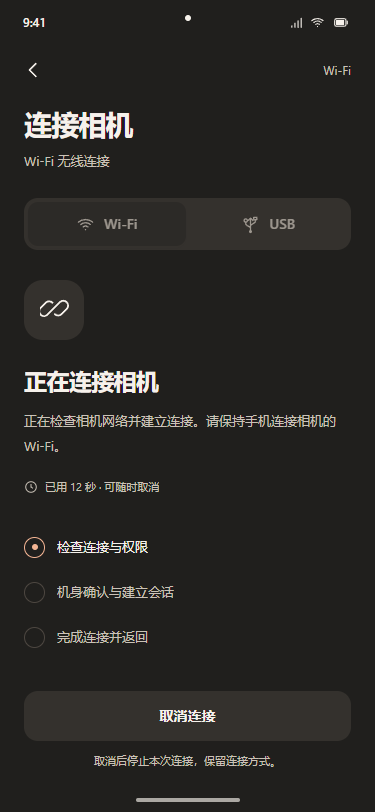 9:41
Wi-Fi
连接相机
Wi-Fi 无线连接
Wi-Fi
USB
正在连接相机
正在检查相机网络并建立连接。请保持手机连接相机的
Wi-Fi。
已用 12 秒 · 可随时取消
检查连接与权限
机身确认与建立会话
完成连接并返回
取消连接
取消后停止本次连接，保留连接方式。